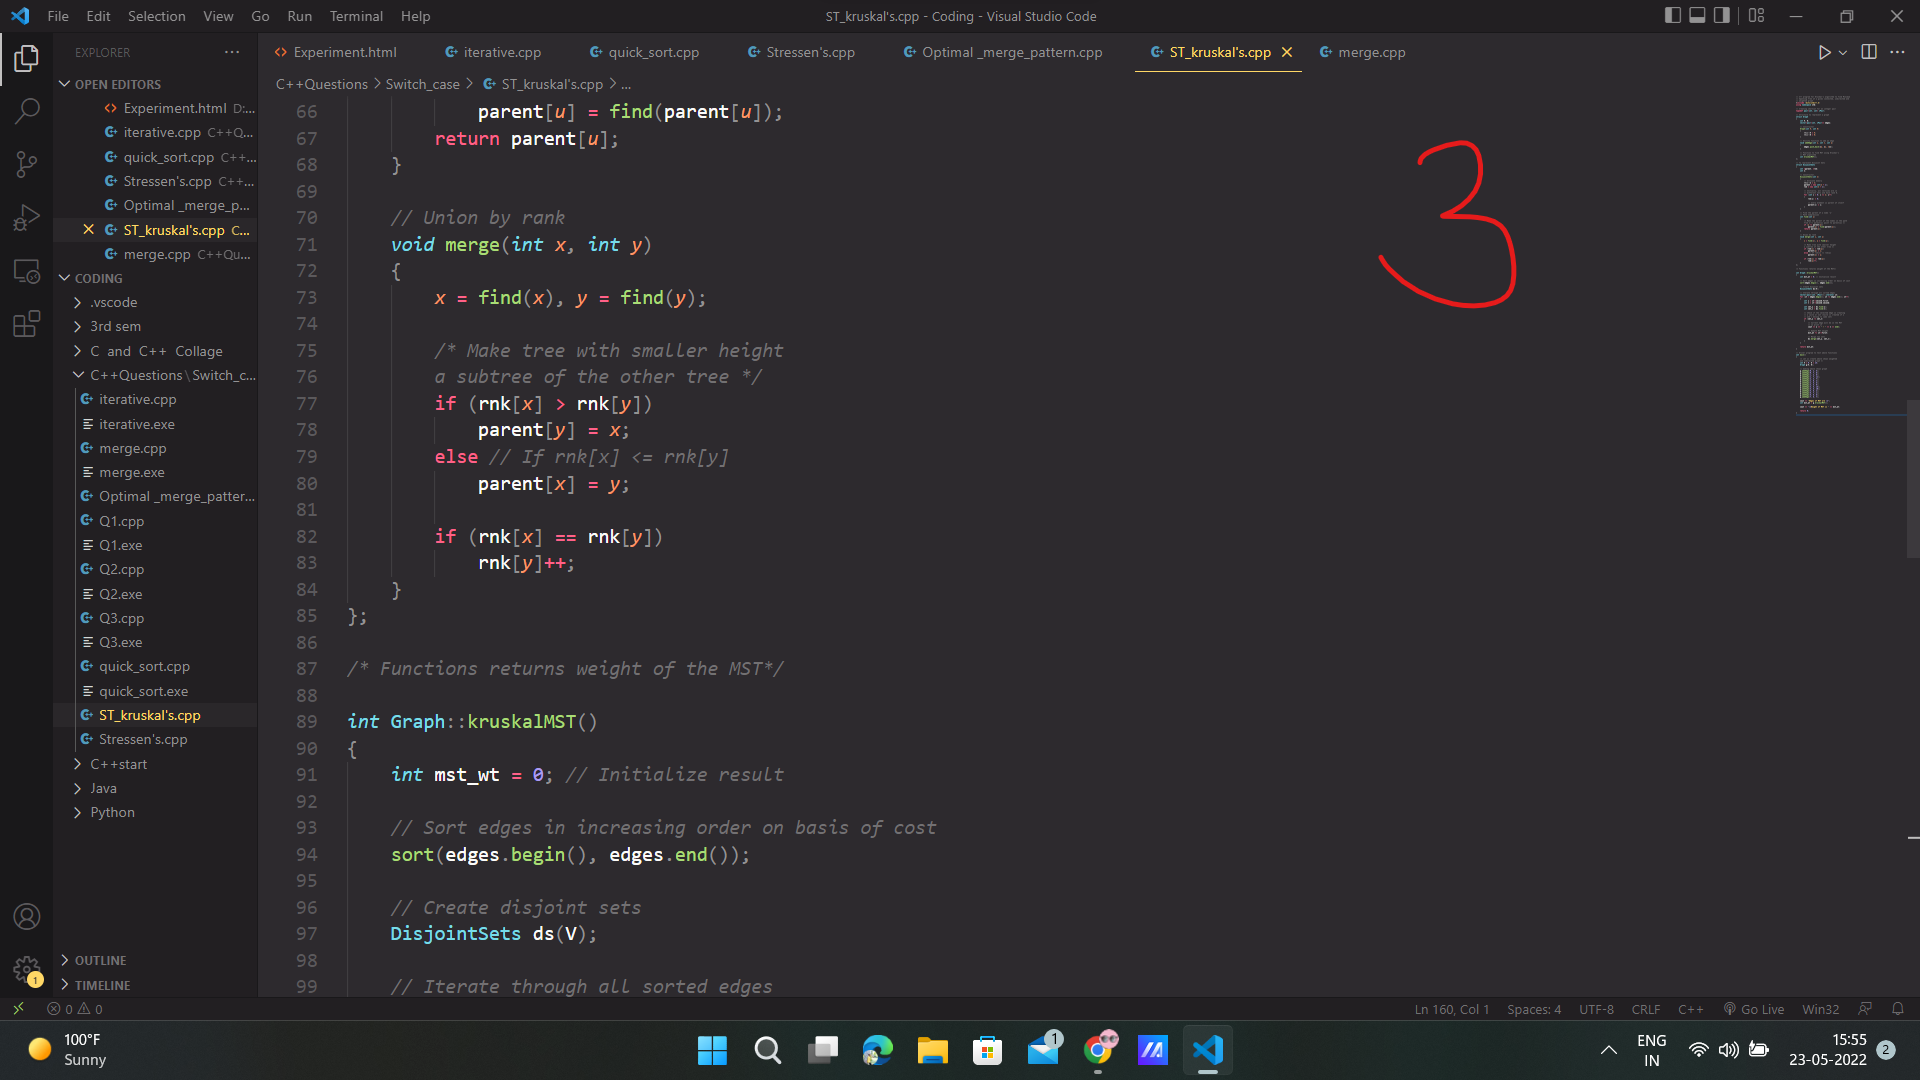 File Edit Selection View Go Run Terminal Help
ST_kruskal's.cpp - Coding - Visual Studio Code
EXPLORER
OPEN EDITORS
Experiment.html D:...
iterative.cpp C++Q...
quick_sort.cpp C++...
Stressen's.cpp C++...
Optimal _merge_p...
ST_kruskal's.cpp C...
merge.cpp C++Qu...
CODING
.vscode
3rd sem
C and C++ Collage
C++Questions\Switch_c...
iterative.cpp
iterative.exe
merge.cpp
merge.exe
Optimal _merge_patter...
Q1.cpp
Q1.exe
Q2.cpp
Q2.exe
Q3.cpp
Q3.exe
quick_sort.cpp
quick_sort.exe
ST_kruskal's.cpp
Stressen's.cpp
C++start
Java
Python
OUTLINE
TIMELINE
Experiment.html iterative.cpp quick_sort.cpp Stressen's.cpp Optimal _merge_pattern.cpp ST_kruskal's.cpp merge.cpp
C++Questions > Switch_case > ST_kruskal's.cpp > ...
66 parent[u] = find(parent[u]);
67 return parent[u];
68 }
69
70 // Union by rank
71 void merge(int x, int y)
72 {
73 x = find(x), y = find(y);
74
75 /* Make tree with smaller height
76 a subtree of the other tree */
77 if (rnk[x] > rnk[y])
78 parent[y] = x;
79 else // If rnk[x] <= rnk[y]
80 parent[x] = y;
81
82 if (rnk[x] == rnk[y])
83 rnk[y]++;
84 }
85 };
86
87 /* Functions returns weight of the MST*/
88
89 int Graph::kruskalMST()
90 {
91 int mst_wt = 0; // Initialize result
92
93 // Sort edges in increasing order on basis of cost
94 sort(edges.begin(), edges.end());
95
96 // Create disjoint sets
97 DisjointSets ds(V);
98
99 // Iterate through all sorted edges
3
0 0
Ln 160, Col 1 Spaces: 4 UTF-8 CRLF C++ Go Live Win32
1
100°F
Sunny
1
ENG
IN
15:55
23-05-2022
2